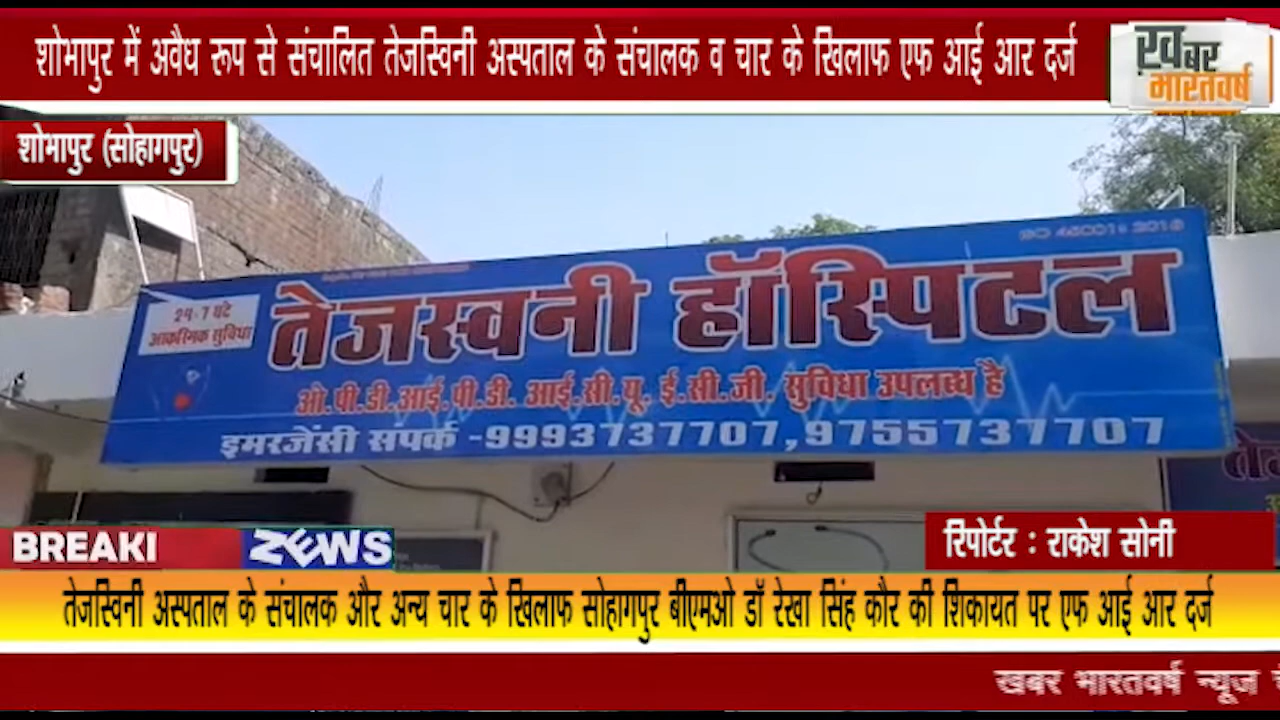 शोभापुर में अवैध रूप से संचालित तेजस्विनी अस्पताल के संचालक व चार के खिलाफ एफ आई आर दर्ज
ख़बर
भारतवर्ष
शोभापुर (सोहागपुर)
24-7 घंटे
आकस्मिक सुविधा
तेजस्वनी हॉस्पिटल
ओ.पी.डी.आई.पी.डी. आई.सी.यू. ई.सी.जी. सुविधा उपलब्ध है
इमरजेंसी सपर्क -9993737707,9755737707
BREAKI
NEWS
रिपोर्टर : राकेश सोनी
तेजस्विनी अस्पताल के संचालक और अन्य चार के खिलाफ सोहागपुर बीएमओ डॉ रेखा सिंह कौर की शिकायत पर एफ आई आर दर्ज
खबर भारतवर्ष न्यूज